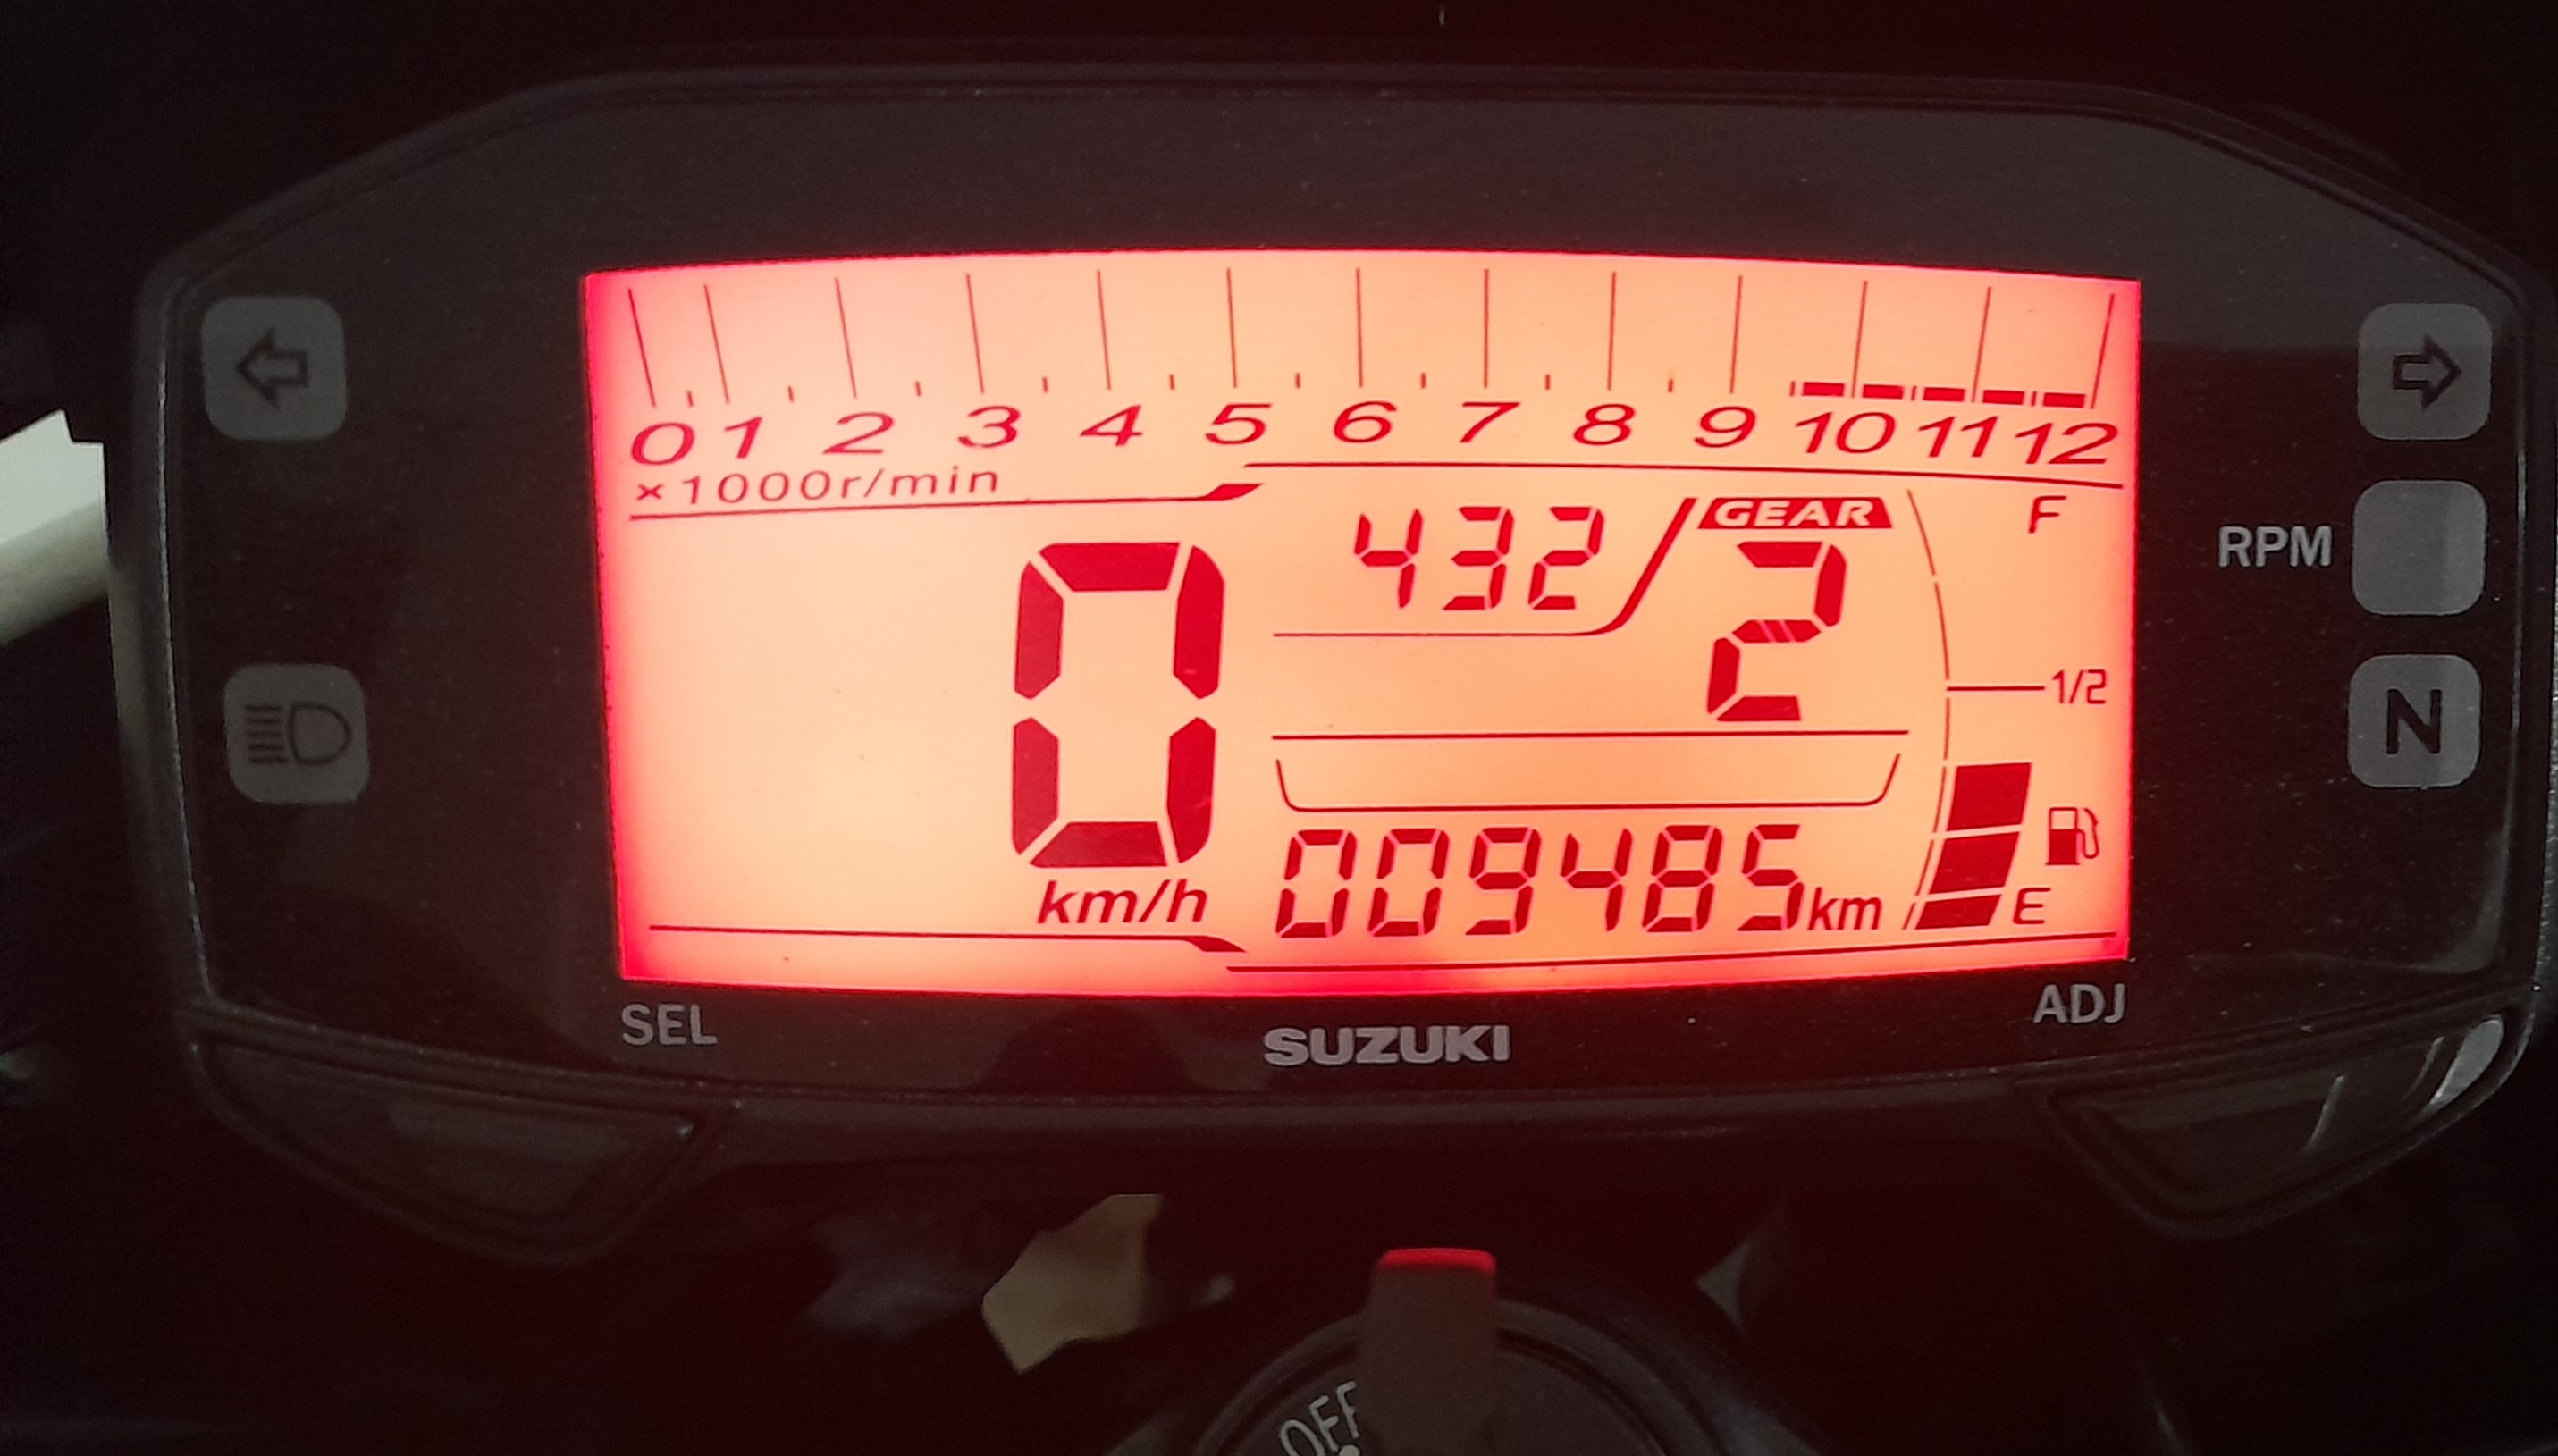 0 1 2 3 4 5 6 7 8 9 10 11 12
×1000r/min
432
GEAR
F
2
RPM
1/2
N
0
km/h
009485km
E
SEL
ADJ
SUZUKI
OFF